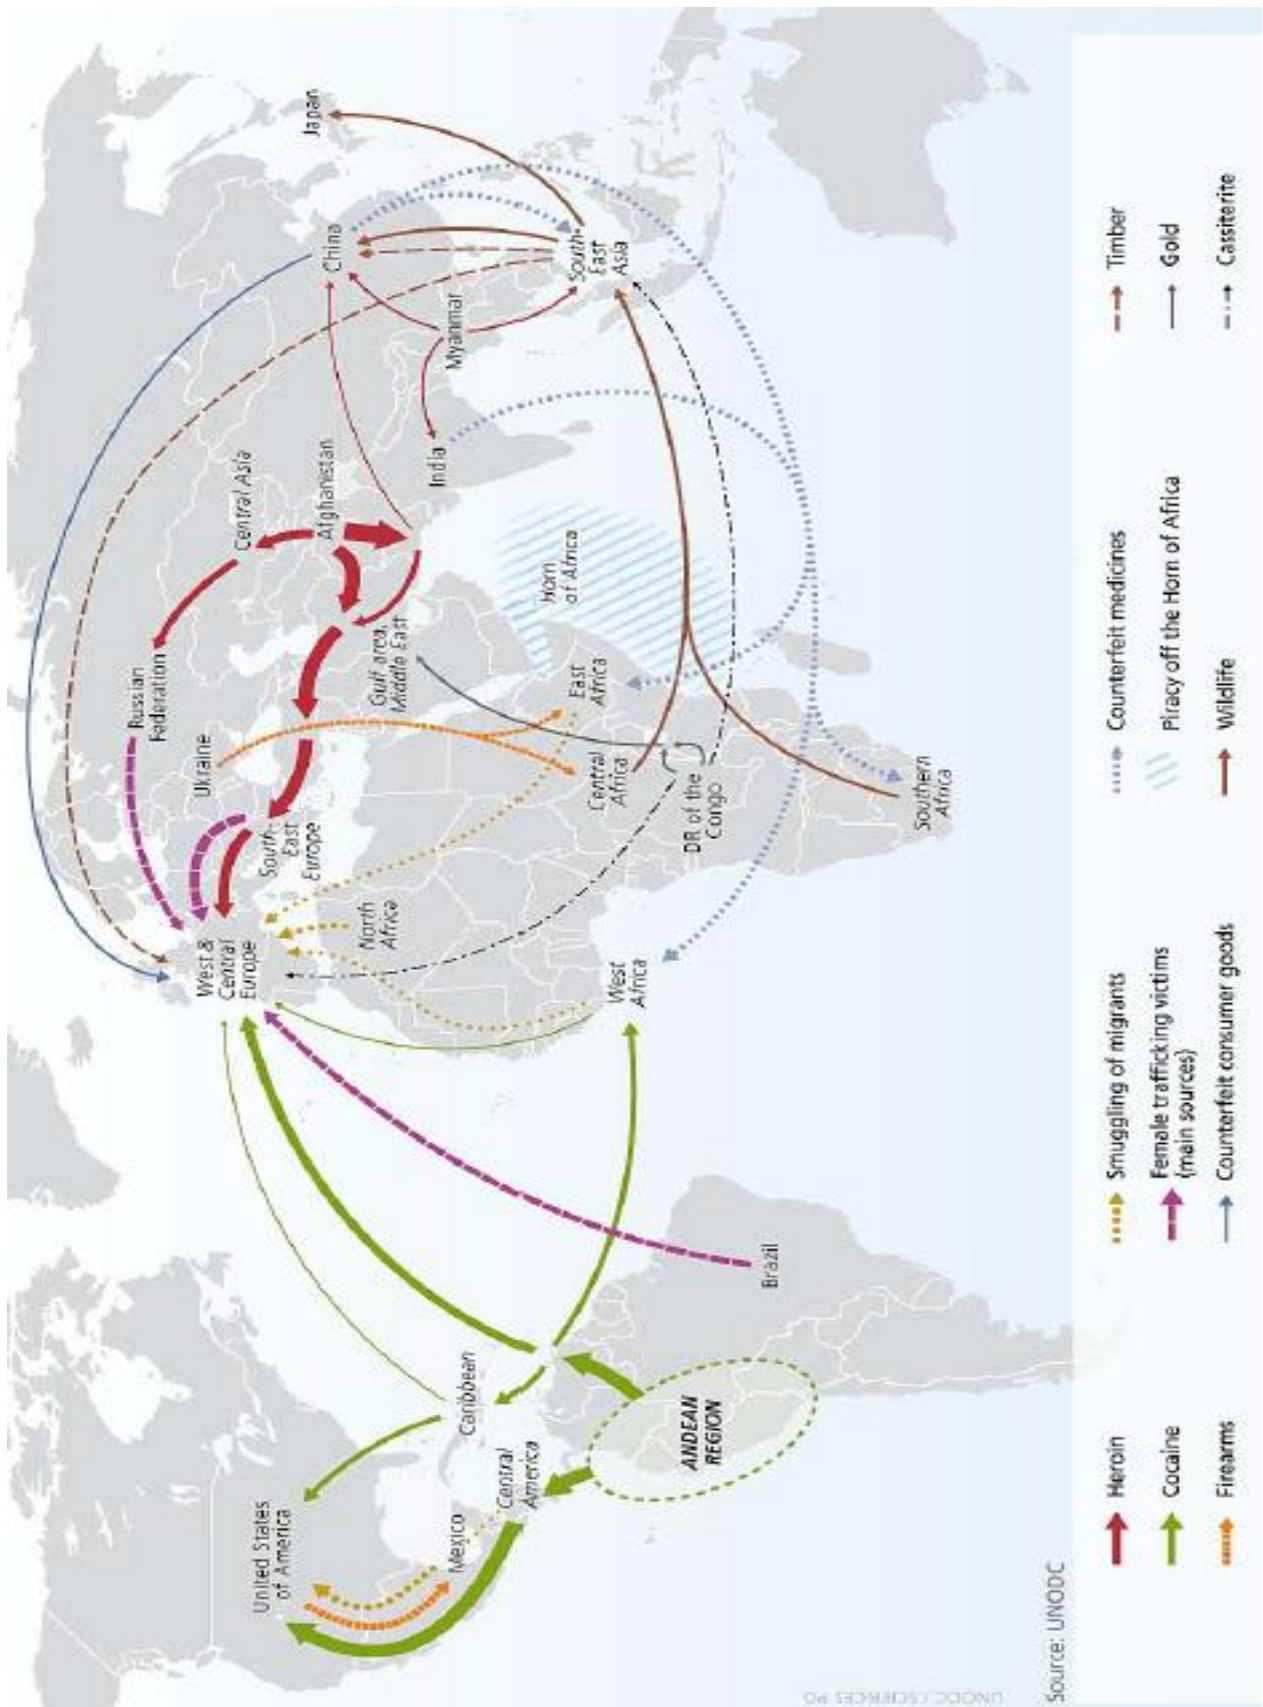 United States
of America
Mexico
Central
America
Caribbean
ANDEAN
REGION
Brazil
West &
Central
Europe
South-
East
Europe
Ukraine
Russian
Federation
North
Africa
West
Africa
Central
Africa
DR of the
Congo
East
Africa
Southern
Africa
Gulf area,
Middle East
Horn
of Africa
Central Asia
Afghanistan
India
Myanmar
China
South-
East
Asia
Japan
Source: UNODC
Heroin
Cocaine
Firearms
Smuggling of migrants
Female trafficking victims
(main sources)
Counterfeit consumer goods
Counterfeit medicines
Piracy off the Horn of Africa
Wildlife
Timber
Gold
Cassiterite
UNODC / SCIENCES PO